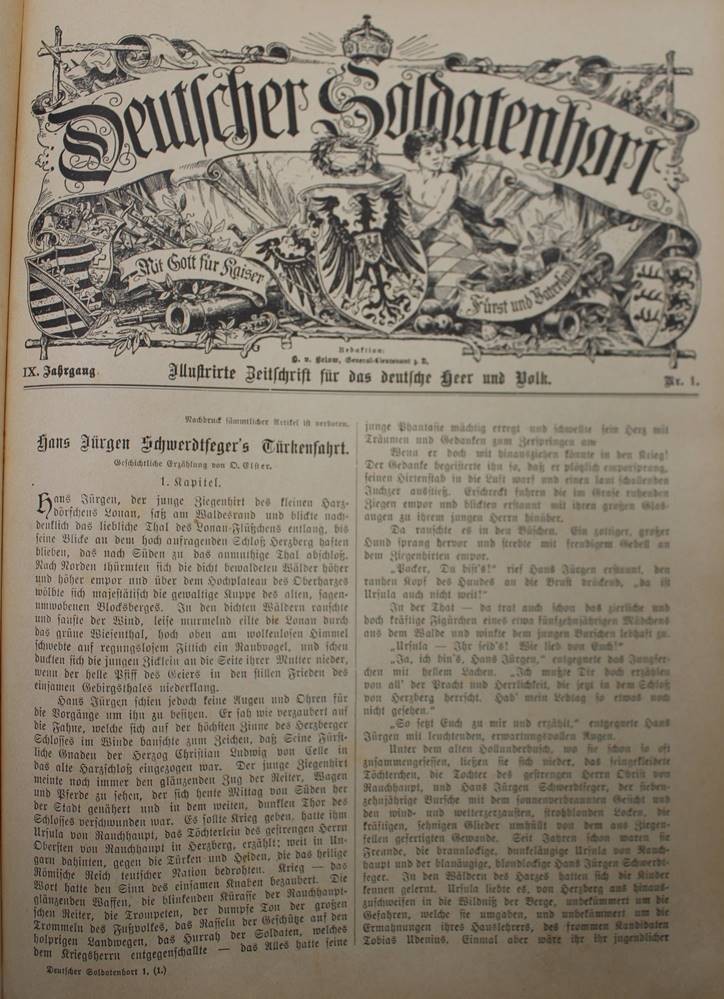 Deutscher Soldatenhort
Mit Gott für Kaiser
Fürst und Vaterland
Redaktion:
H. v. Below, General-Lieutenant z. D.
IX. Jahrgang
Illustrirte Zeitschrift für das deutsche Heer und Volk.
Nr. 1.
Nachdruck sämmtlicher Artikel ist verboten.
Hans Jürgen Schwerdtfeger's Türkenfahrt.
Geschichtliche Erzählung von O. Elster.
1. Kapitel.
Hans Jürgen, der junge Ziegenhirt des kleinen Harz-
dörfchens Lonau, saß am Waldesrand und blickte nach-
denklich das liebliche Thal des Lonau-Flüßchens entlang, bis
seine Blicke an dem hoch aufragenden Schloß Herzberg haften
blieben, das nach Süden zu das anmuthige Thal abschloß.
Nach Norden thürmten sich die dicht bewaldeten Wälder höher
und höher empor und über dem Hochplateau des Oberharzes
wölbte sich majestätisch die gewaltige Kuppe des alten, sagen-
umwobenen Blocksberges. In den dichten Wäldern rauschte
und sauste der Wind, leise murmelnd eilte die Lonau durch
das grüne Wiesenthal, hoch oben am wolkenlosen Himmel
schwebte auf regungslosem Fittich ein Raubvogel, und scheu
duckten sich die jungen Zicklein an die Seite ihrer Mutter nieder,
wenn der helle Pfiff des Geiers in den stillen Frieden des
einsamen Gebirgsthales niederklang.
Hans Jürgen schien jedoch keine Augen und Ohren für
die Vorgänge um ihn zu besitzen. Er sah wie verzaubert auf
die Fahne, welche sich auf der höchsten Zinne des Herzberger
Schlosses im Winde bauschte zum Zeichen, daß Seine Fürst-
liche Gnaden der Herzog Christian Ludwig von Celle in
das alte Harzschloß eingezogen war. Der junge Ziegenhirt
meinte noch immer den glänzenden Zug der Reiter, Wagen
und Pferde zu sehen, der sich heute Mittag von Süden her
der Stadt genähert und in dem weiten, dunklen Thor des
Schlosses verschwunden war. Es sollte Krieg geben, hatte ihm
Ursula von Rauchhaupt, das Töchterlein des gestrengen Herrn
Obersten von Rauchhaupt in Herzberg, erzählt; weit in Un-
garn dahinten, gegen die Türken und Heiden, die das heilige
Römische Reich teutscher Nation bedrohten. Krieg — das
Wort hatte den Sinn des einsamen Knaben bezaubert. Die
glänzenden Waffen, die blinkenden Kürasse der Rauchhaupt-
schen Reiter, die Trompeten, der dumpfe Ton der großen
Trommeln des Fußvolkes, das Rasseln der Geschütze auf den
holprigen Landwegen, das Hurrah der Soldaten, welches
dem Kriegsherrn entgegenschallte — das Alles hatte seine
Deutscher Soldatenhort 1. (1.)
junge Phantasie mächtig erregt und schwellte sein Herz mit
Träumen und Gedanken zum Zerspringen an
Wenn er doch mit hinausziehen könnte in den Krieg!
Der Gedanke begeisterte ihn so, daß er plötzlich emporsprang,
seinen Hirtenstab in die Luft warf und einen laut schallenden
Juchzer ausstieß. Erschreckt fuhren die im Grase ruhenden
Ziegen empor und blickten erstaunt mit ihren großen Glas-
augen zu ihrem jungen Herrn hinüber.
Da rauschte es in den Büschen. Ein zottiger, großer
Hund sprang hervor und strebte mit freudigem Gebell an
dem Ziegenhirten empor.
„Packer, Du bist's!" rief Hans Jürgen erstaunt, den
rauhen Kopf des Hundes an die Brust drückend, „da ist
Ursula auch nicht weit!"
In der That — da trat auch schon das zierliche und
doch kräftige Figürchen eines etwa fünfzehnjährigen Mädchens
aus dem Walde und winkte dem jungen Burschen lebhaft zu.
„Ursula — Ihr seid's! Wie lieb von Euch!"
„Ja, ich bin's, Hans Jürgen," entgegnete das Jungfer-
chen mit hellem Lachen. „Ich mußte Dir doch erzählen
von all' der Pracht und Herrlichkeit, die jetzt in dem Schloß
von Herzberg herrscht. Hab' mein Lebtag so etwas noch
nicht gesehen."
„So setzt Euch zu mir und erzählt," entgegnete Hans
Jürgen mit leuchtenden, erwartungsvollen Augen.
Unter dem alten Hollunderbusch, wo sie schon so oft
zusammengesessen, ließen sie sich nieder, das feingekleidete
Töchterchen, die Tochter des gestrengen Herrn Obrist von
Rauchhaupt, und Hans Jürgen Schwerdtfeger, der sieben-
zehnjährige Bursche mit dem sonnenverbrannten Gesicht und
den wind- und wetterzerzausten, strohblonden Locken, die
kräftigen, sehnigen Glieder umhüllt von dem aus Ziegen-
fellen gefertigten Gewande. Seit Jahren schon waren sie
Freunde, die braunlockige, dunkeläugige Ursula von Rauch-
haupt und der blauäugige, blondlockige Hans Jürgen Schwerdt-
feger. In den Wäldern des Harzes hatten sich die Kinder
kennen gelernt. Ursula liebte es, von Herzberg aus hinaus-
zuschweifen in die Wildniß der Berge, unbekümmert um die
Gefahren, welche sie umgaben, und unbekümmert um die
Ermahnungen ihres Hauslehrers, des frommen Kandidaten
Tobias Udenius. Einmal aber wäre ihr ihr jugendlicher